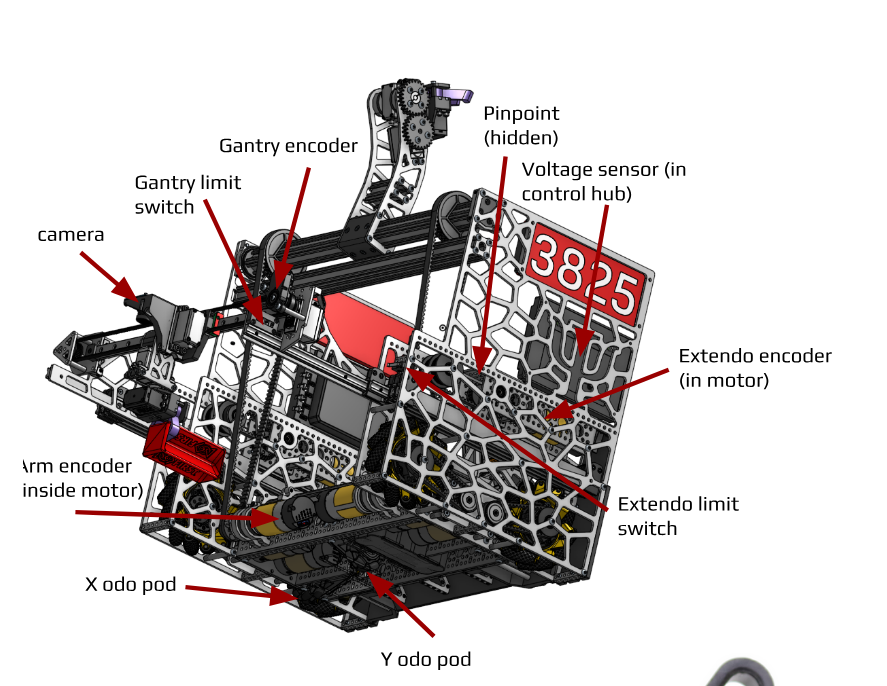 Pinpoint
(hidden)
Gantry encoder
Voltage sensor (in
control hub)
Gantry limit
switch
camera
3825
Extendo encoder
(in motor)
Arm encoder
inside motor)
Extendo limit
switch
X odo pod
Y odo pod